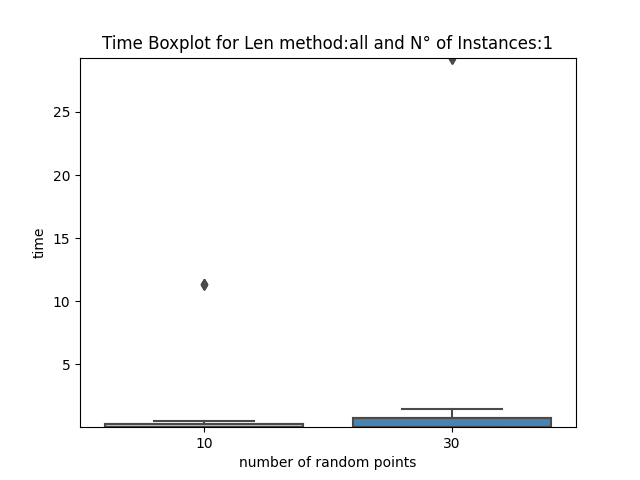 Time Boxplot for Len method:all and N° of Instances:1
25
20
15
10
5
time
10
30
number of random points